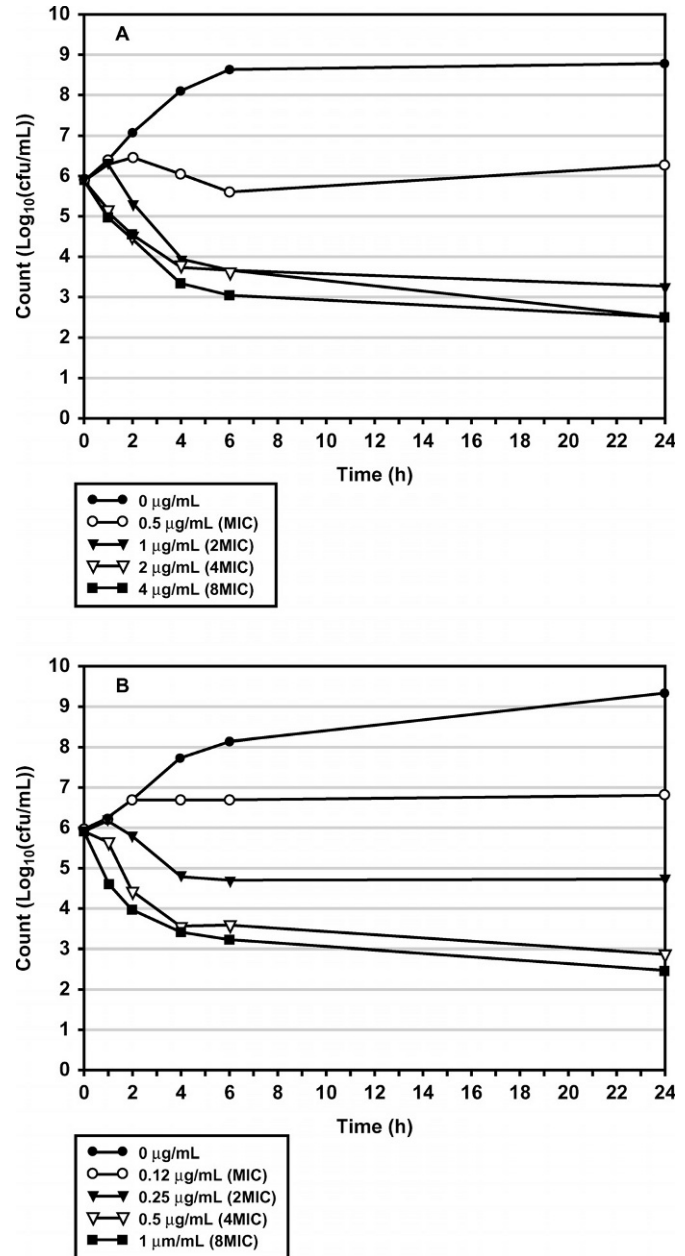 A
10
9
8
7
6
5
4
3
2
1
0
Count (Log10(cfu/mL))
0 2 4 6 8 10 12 14 16 18 20 22 24
Time (h)
0 µg/mL
0.5 µg/mL (MIC)
1 µg/mL (2MIC)
2 µg/mL (4MIC)
4 µg/mL (8MIC)
B
10
9
8
7
6
5
4
3
2
1
0
Count (Log10(cfu/mL))
0 2 4 6 8 10 12 14 16 18 20 22 24
Time (h)
0 µg/mL
0.12 µg/mL (MIC)
0.25 µg/mL (2MIC)
0.5 µg/mL (4MIC)
1 µm/mL (8MIC)